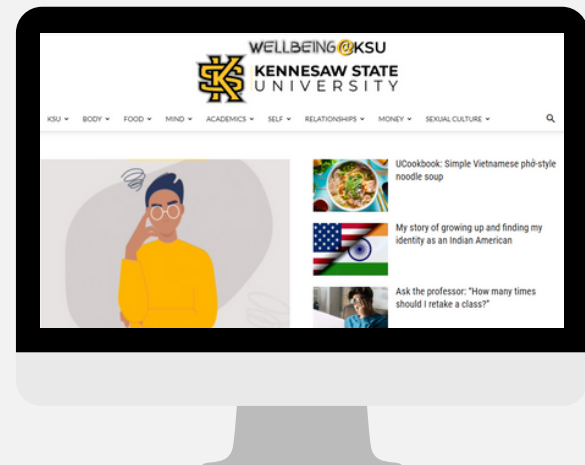 WELLBEING@KSU
KS
KENNESAW STATE
UNIVERSITY
KSU BODY FOOD MIND ACADEMICS SELF RELATIONSHIPS MONEY SEXUAL CULTURE
UCookbook: Simple Vietnamese phở-style
noodle soup
My story of growing up and finding my
identity as an Indian American
Ask the professor: “How many times
should I retake a class?”